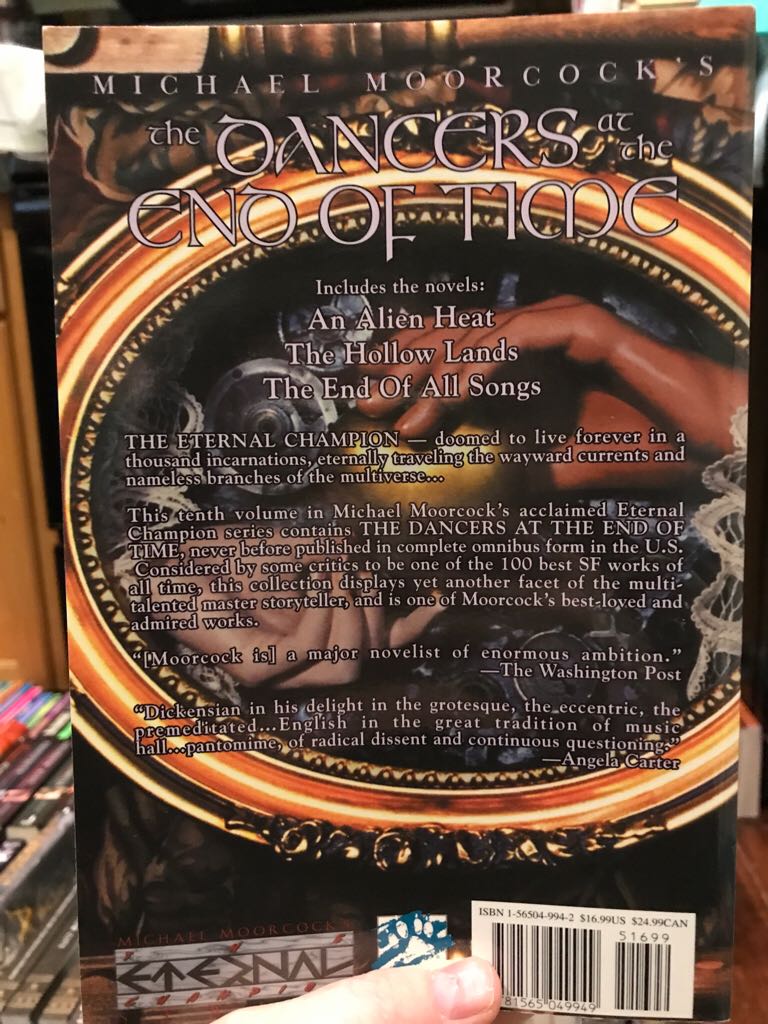 MICHAEL MOORCOCK'S
the DANCERS at the
END OF TIME
Includes the novels:
An Alien Heat
The Hollow Lands
The End Of All Songs
THE ETERNAL CHAMPION — doomed to live forever in a
thousand incarnations, eternally traveling the wayward currents and
nameless branches of the multiverse...
This tenth volume in Michael Moorcock's acclaimed Eternal
Champion series contains THE DANCERS AT THE END OF
TIME, never before published in complete omnibus form in the U.S.
Considered by some critics to be one of the 100 best SF works of
all time, this collection displays yet another facet of the multi-
talented master storyteller, and is one of Moorcock's best-loved and
admired works.
"[Moorcock is] a major novelist of enormous ambition."
—The Washington Post
"Dickensian in his delight in the grotesque, the eccentric, the
premeditated...English in the great tradition of music
hall...pantomime, of radical dissent and continuous questioning."
—Angela Carter
MICHAEL MOORCOCK'S
ETERNAL
CHAMPION
ISBN 1-56504-994-2 $16.99US $24.99CAN
51699
81565 049949